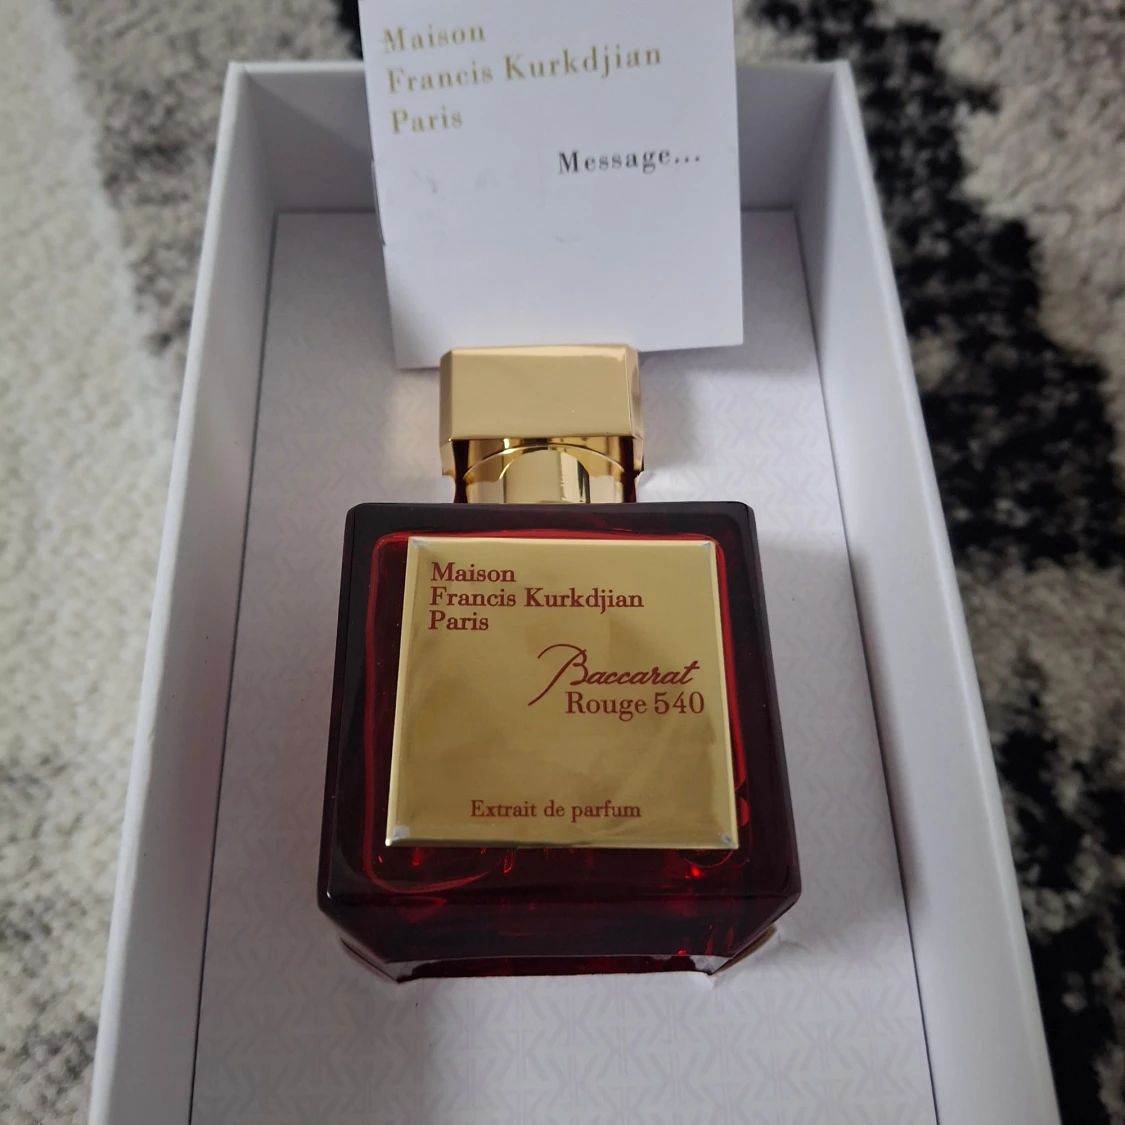 Maison
Francis Kurkdjian
Paris
Message...
Maison
Francis Kurkdjian
Paris
Baccarat
Rouge 540
Extrait de parfum